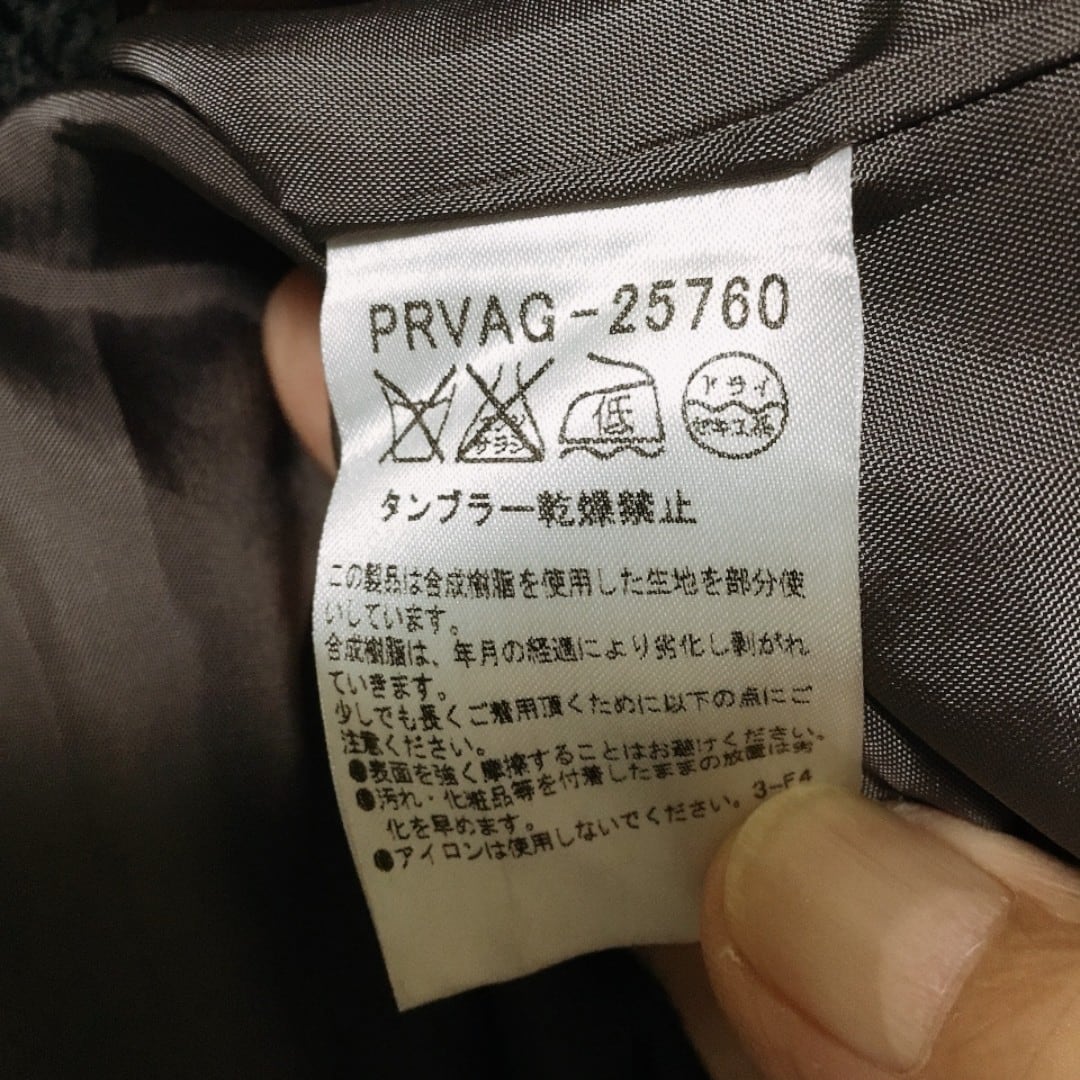 PRVAG-25760
低
ドライ
セキユ系
タンブラー乾燥禁止
この製品は合成樹脂を使用した生地を部分使
いしています。
合成樹脂は、年月の経過により劣化し剥がれ
ていきます。
少しでも長くご着用頂くために以下の点にご
注意ください。
●表面を強く摩擦することはお避けください。
●汚れ・化粧品等を付着したままの放置は劣
化を早めます。
●アイロンは使用しないでください。3-F4